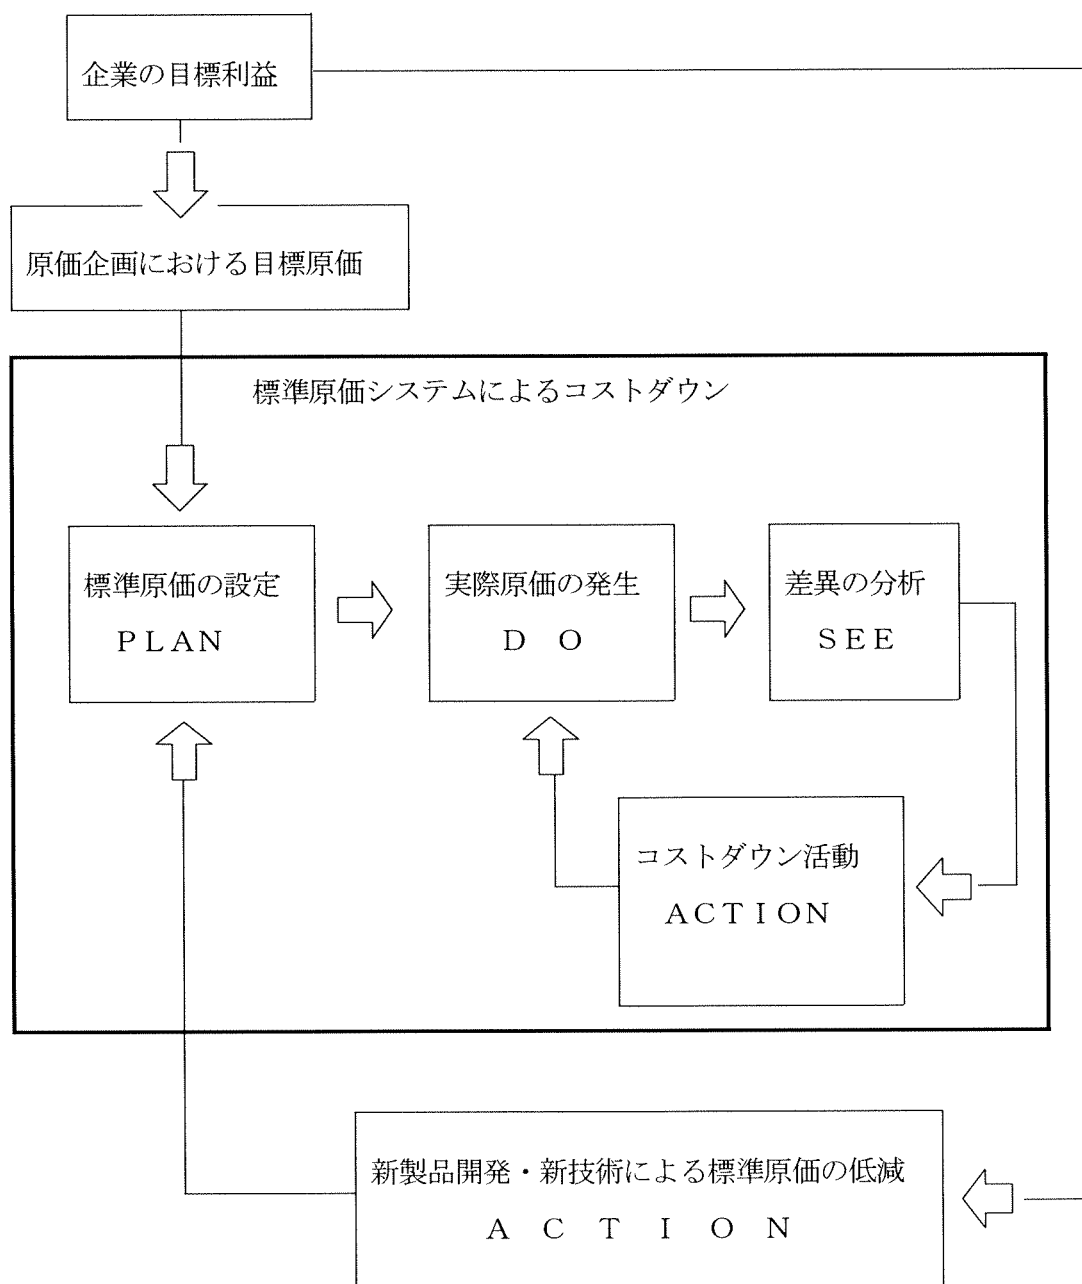 企業の目標利益
原価企画における目標原価
標準原価システムによるコストダウン
標準原価の設定
ＰＬＡＮ
実際原価の発生
Ｄ　Ｏ
差異の分析
ＳＥＥ
コストダウン活動
ＡＣＴＩＯＮ
新製品開発・新技術による標準原価の低減
Ａ　Ｃ　Ｔ　Ｉ　Ｏ　Ｎ